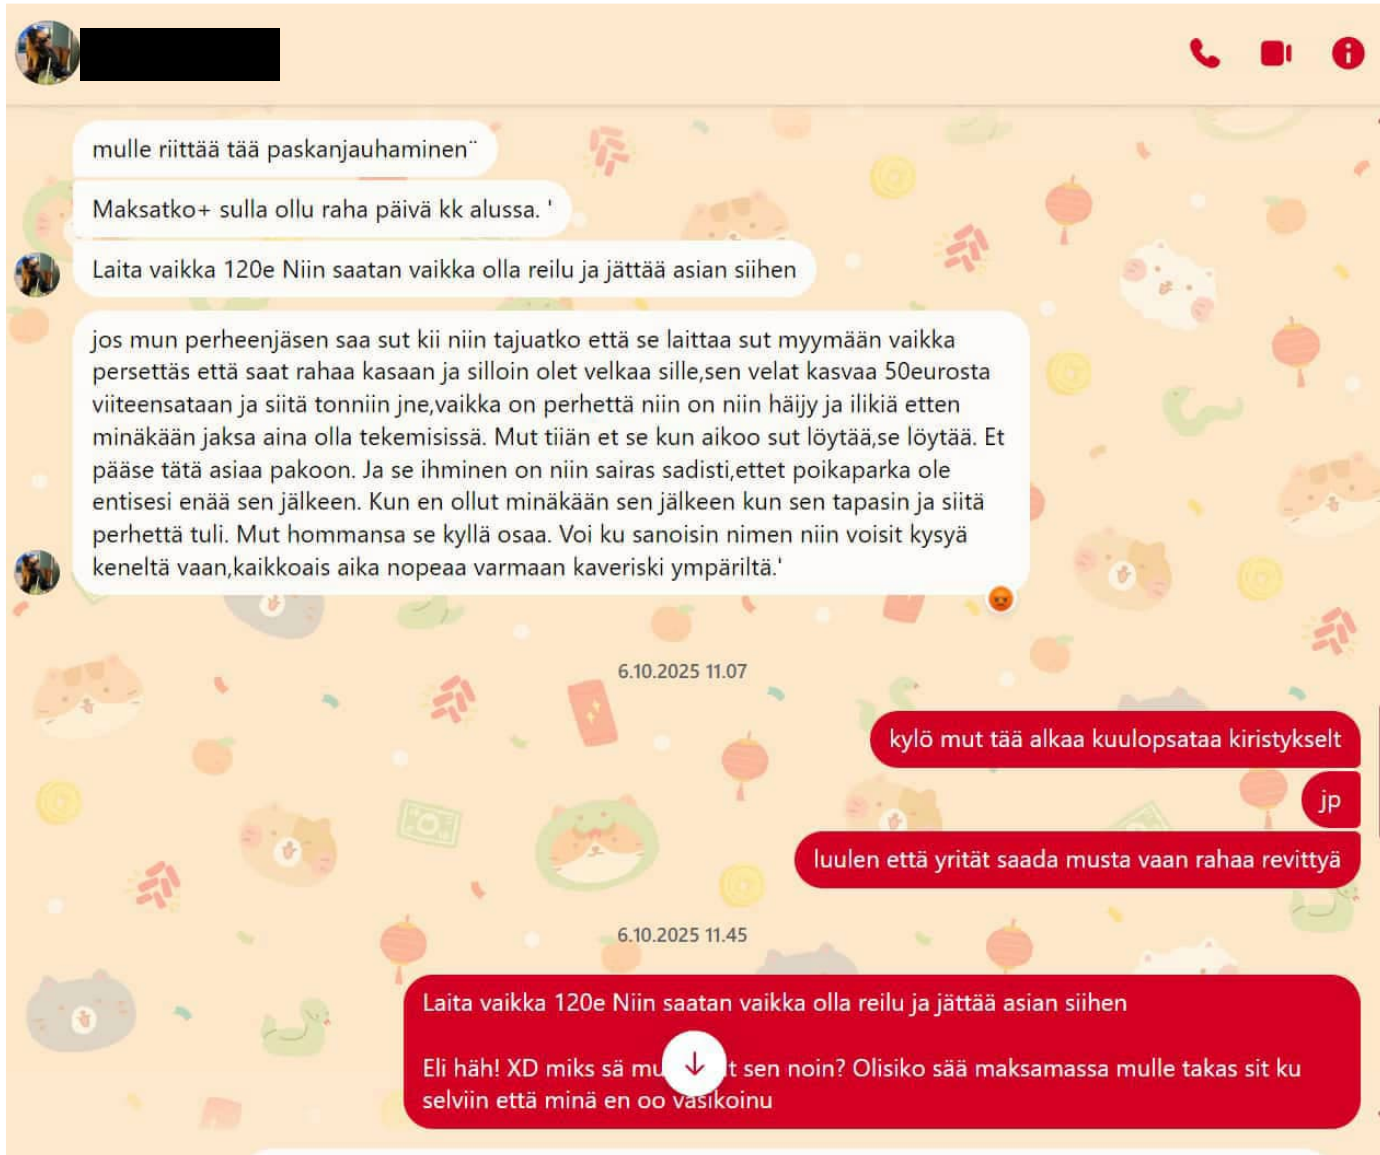 mulle riittää tää paskanjauhaminen¨
Maksatko+ sulla ollu raha päivä kk alussa. '
Laita vaikka 120e Niin saatan vaikka olla reilu ja jättää asian siihen
jos mun perheenjäsen saa sut kii niin tajuatko että se laittaa sut myymään vaikka
persettäs että saat rahaa kasaan ja silloin olet velkaa sille,sen velat kasvaa 50eurosta
viiteensataan ja siitä tonniin jne,vaikka on perhettä niin on niin häijy ja ilikiä etten
minäkään jaksa aina olla tekemisissä. Mut tiiän et se kun aikoo sut löytää,se löytää. Et
pääse tätä asiaa pakoon. Ja se ihminen on niin sairas sadisti,ettet poikaparka ole
entisesi enää sen jälkeen. Kun en ollut minäkään sen jälkeen kun sen tapasin ja siitä
perhettä tuli. Mut hommansa se kyllä osaa. Voi ku sanoisin nimen niin voisit kysyä
keneltä vaan,kaikkoais aika nopeaa varmaan kaveriski ympäriltä.'
6.10.2025 11.07
kylö mut tää alkaa kuulopsataa kiristykselt
jp
luulen että yrität saada musta vaan rahaa revittyä
6.10.2025 11.45
Laita vaikka 120e Niin saatan vaikka olla reilu ja jättää asian siihen
Eli häh! XD miks sä sen noin? Olisiko sää maksamassa mulle takas sit ku
selviin että minä en oo vasikoinu